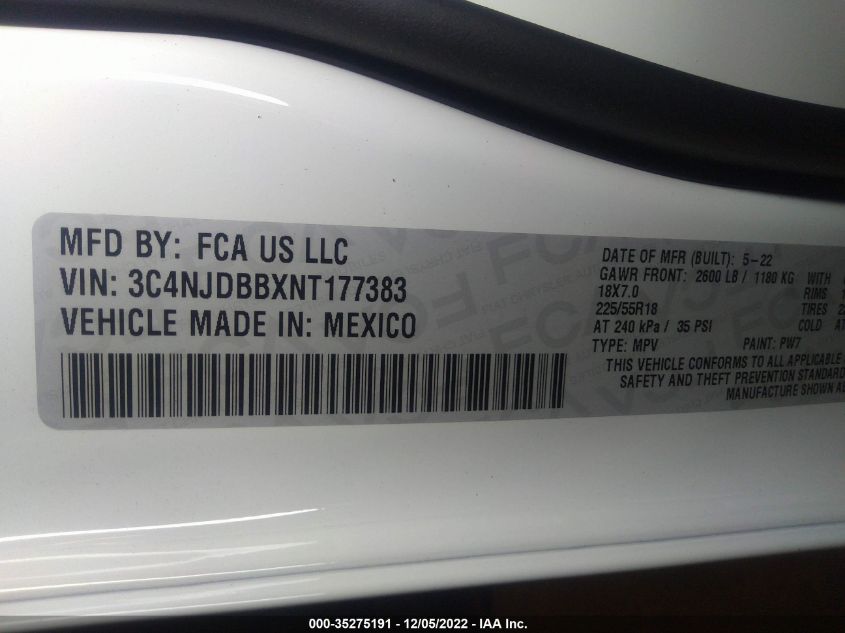 MFD BY: FCA US LLC
VIN: 3C4NJDBBXNT177383
VEHICLE MADE IN: MEXICO
DATE OF MFR (BUILT): 5-22
GAWR FRONT: 2600 LB / 1180 KG WITH
18X7.0 RIMS
225/55R18 TIRES
AT 240 kPa / 35 PSI COLD
TYPE: MPV PAINT: PW7
THIS VEHICLE CONFORMS TO ALL APPLICABLE
SAFETY AND THEFT PREVENTION STANDARD
MANUFACTURE SHOWN
000-35275191 - 12/05/2022 - IAA Inc.